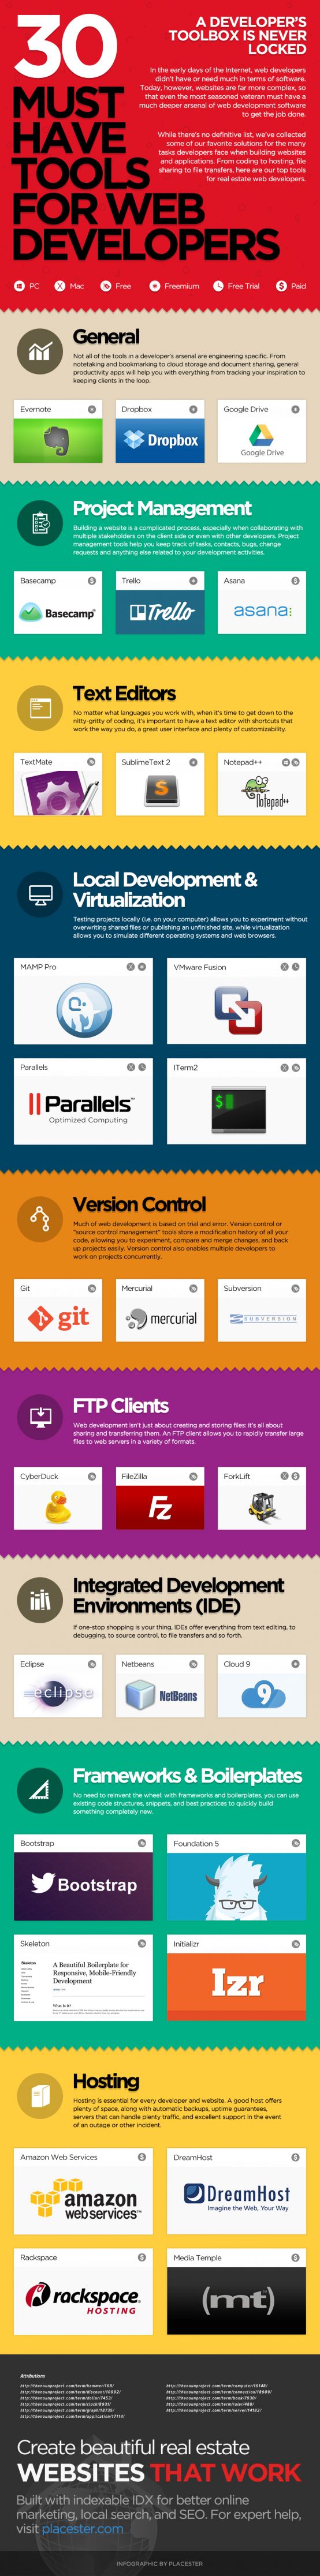 30
MUST
HAVE
TOOLS
FOR WEB
DEVELOPERS
A DEVELOPER'S
TOOLBOX IS NEVER
LOCKED
In the early days of the Internet, web developers
didn't have or need much in terms of software.
Today, however, websites are far more complex, so
that even the most seasoned veteran must have a
much deeper arsenal of web development software
to get the job done.
While there's no definitive list, we've collected
some of our favorite solutions for the many
tasks developers face when building websites
and applications. From coding to hosting, file
sharing to file transfers, here are our top tools
for real estate web developers.
PC
Mac
Free
Freemium
Free Trial
Paid
General
Not all of the tools in a developer's arsenal are engineering specific. From
notetaking and bookmarking to cloud storage and document sharing, general
productivity apps will help you with everything from tracking your inspiration to
keeping clients in the loop.
Evernote
Dropbox
Dropbox
Google Drive
Google Drive
Project Management
Building a website is a complicated process, especially when collaborating with
multiple stakeholders on the client side or even with other developers. Project
management tools help you keep track of tasks, contacts, bugs, change
requests and anything else related to your development activities.
Basecamp
Basecamp
Trello
Trello
Asana
asana:
Text Editors
No matter what languages you work with, when it's time to get down to the
nitty-gritty of coding, it's important to have a text editor with shortcuts that
work the way you do, a great user interface and plenty of customizability.
TextMate
SublimeText 2
S
Notepad++
Notepad++
Local Development &
Virtualization
Testing projects locally (i.e. on your computer) allows you to experiment without
overwriting shared files or publishing an unfinished site, while virtualization
allows you to simulate different operating systems and web browsers.
MAMP Pro
VMware Fusion
Parallels
Parallels™
Optimized Computing
ITerm2
$
Version Control
Much of web development is based on trial and error. Version control or
"source control management" tools store a modification history of all your
code, allowing you to experiment, compare and merge changes, and back
up projects easily. Version control also enables multiple developers to
work on projects concurrently.
Git
git
Mercurial
mercurial
Subversion
SUBVERSION
FTP Clients
Web development isn't just about creating and storing files: it's all about
sharing and transferring them. An FTP client allows you to rapidly transfer large
files to web servers in a variety of formats.
CyberDuck
FileZilla
Fz
ForkLift
Integrated Development
Environments (IDE)
If one-stop shopping is your thing, IDEs offer everything from text editing, to
debugging, to source control, to file transfers and so forth.
Eclipse
eclipse
Netbeans
NetBeans
Cloud 9
9
Frameworks & Boilerplates
No need to reinvent the wheel: with frameworks and boilerplates, you can use
existing code structures, snippets, and best practices to quickly build
something completely new.
Bootstrap
Bootstrap
Foundation 5
Skeleton
Skeleton
A Beautiful Boilerplate for
Responsive, Mobile-Friendly
Development
What Is It?
Initializr
Izr
Hosting
Hosting is essential for every developer and website. A good host offers
plenty of space, along with automatic backups, uptime guarantees,
servers that can handle plenty traffic, and excellent support in the event
of an outage or other incident.
Amazon Web Services
amazon
webservices™
DreamHost
DreamHost
Imagine the Web, Your Way
Rackspace
rackspace
HOSTING
Media Temple
(mt)
Attributions
Create beautiful real estate
WEBSITES THAT WORK
Built with indexable IDX for better online
marketing, local search, and SEO. For expert help,
visit placester.com
INFOGRAPHIC BY PLACESTER